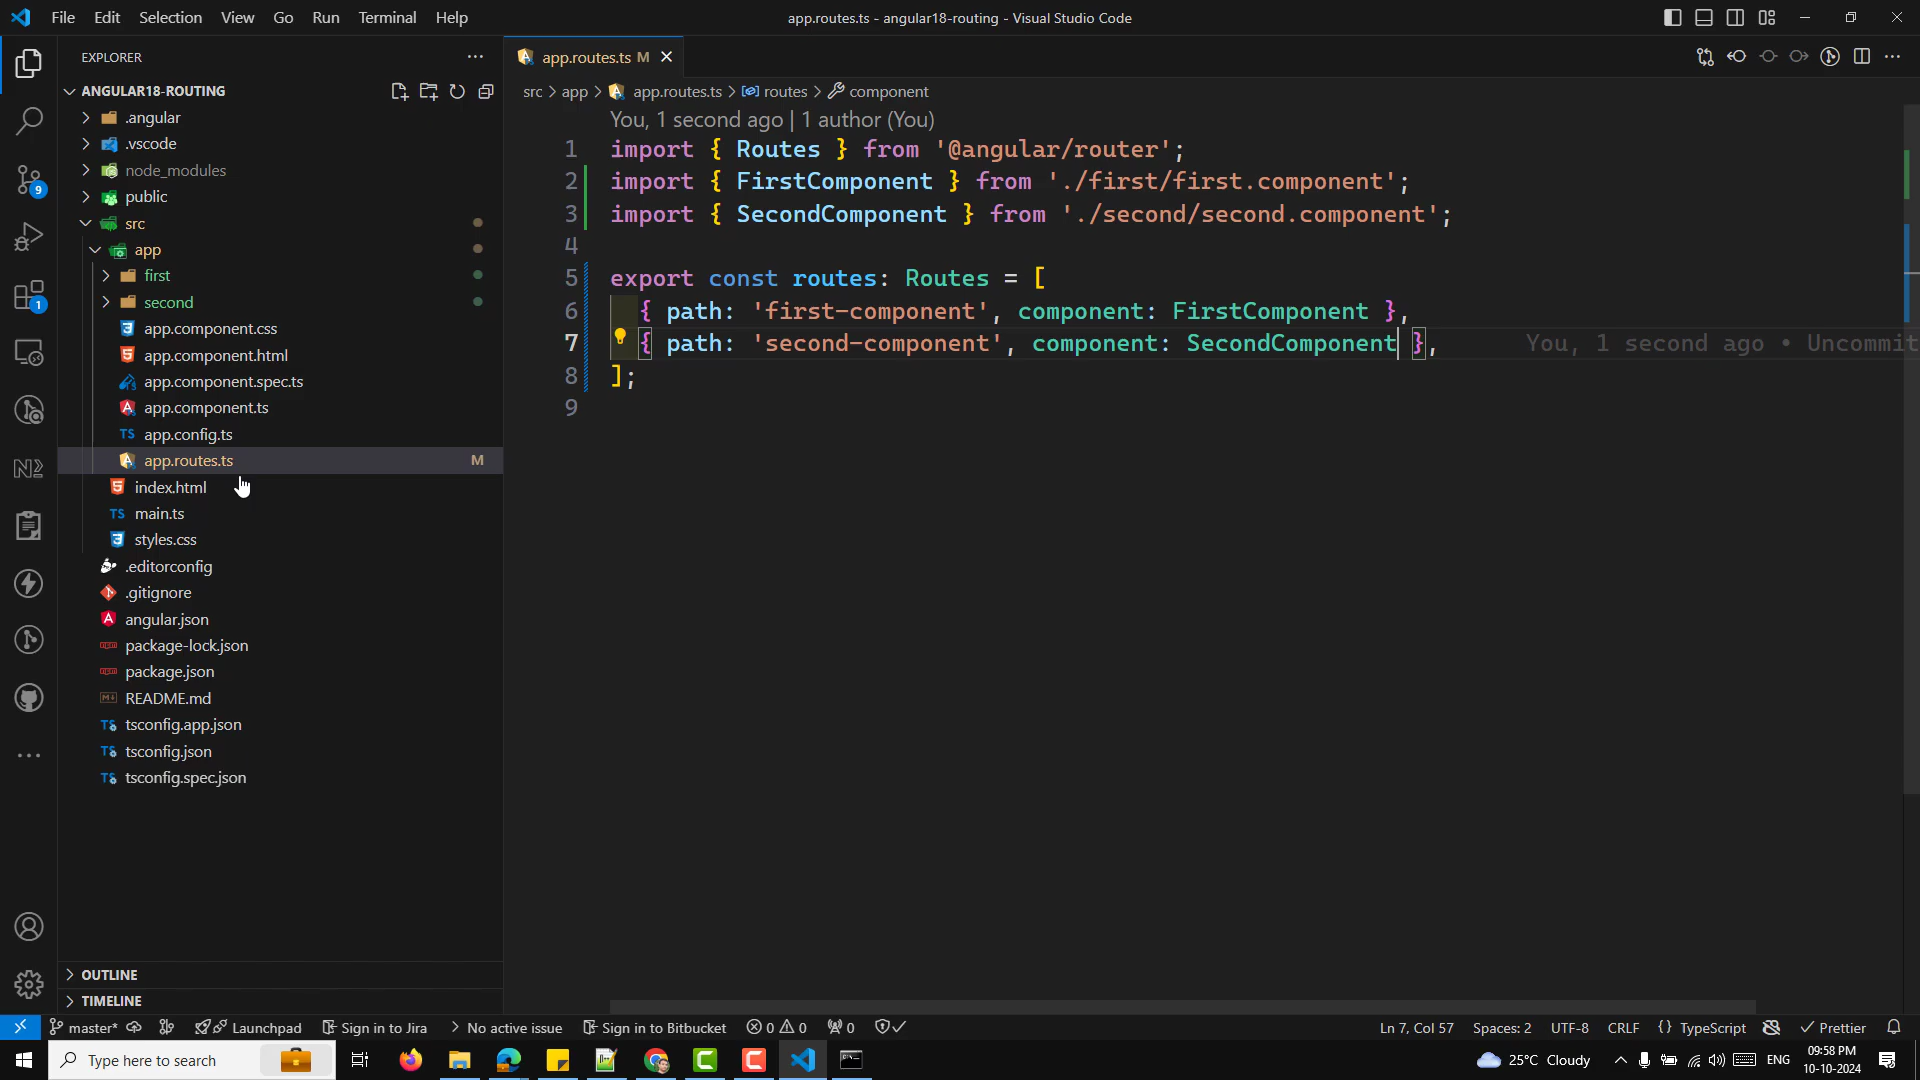 File Edit Selection View Go Run Terminal Help
app.routes.ts - angular18-routing - Visual Studio Code
EXPLORER
ANGULAR18-ROUTING
.angular
.vscode
node_modules
public
src
app
first
second
app.component.css
app.component.html
app.component.spec.ts
app.component.ts
app.config.ts
app.routes.ts M
index.html
main.ts
styles.css
.editorconfig
.gitignore
angular.json
package-lock.json
package.json
README.md
tsconfig.app.json
tsconfig.json
tsconfig.spec.json
OUTLINE
TIMELINE
9
1
app.routes.ts M
src > app > app.routes.ts > routes > component
You, 1 second ago | 1 author (You)
1 import { Routes } from '@angular/router';
2 import { FirstComponent } from './first/first.component';
3 import { SecondComponent } from './second/second.component';
4
5 export const routes: Routes = [
6 { path: 'first-component', component: FirstComponent },
7 { path: 'second-component', component: SecondComponent }, You, 1 second ago • Uncommit
8 ];
9
master* Launchpad Sign in to Jira No active issue Sign in to Bitbucket 0 0 0 Ln 7, Col 57 Spaces: 2 UTF-8 CRLF {} TypeScript Prettier
Type here to search 25°C Cloudy ENG 09:58 PM
10-10-2024